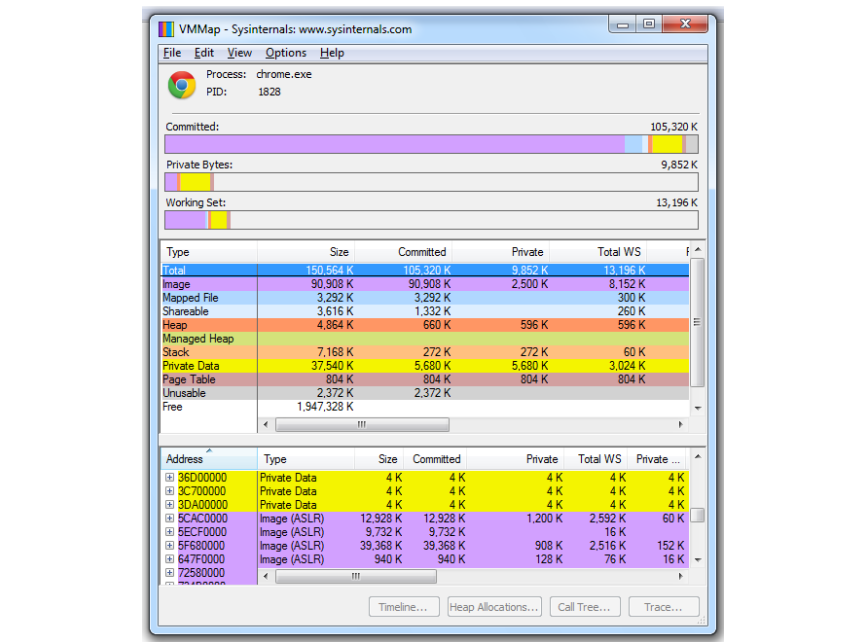 VMMap - Sysinternals: www.sysinternals.com
File Edit View Options Help
Process: chrome.exe
PID: 1828
Committed: 105,320 K
Private Bytes: 9,852 K
Working Set: 13,196 K
Type Size Committed Private Total WS
Total 150,564 K 105,320 K 9,852 K 13,196 K
Image 90,908 K 90,908 K 2,500 K 8,152 K
Mapped File 3,292 K 3,292 K 300 K
Shareable 3,616 K 1,332 K 260 K
Heap 4,864 K 660 K 596 K 596 K
Managed Heap
Stack 7,168 K 272 K 272 K 60 K
Private Data 37,540 K 5,680 K 5,680 K 3,024 K
Page Table 804 K 804 K 804 K 804 K
Unusable 2,372 K 2,372 K
Free 1,947,328 K
Address Type Size Committed Private Total WS Private ...
36D00000 Private Data 4 K 4 K 4 K 4 K 4 K
3C700000 Private Data 4 K 4 K 4 K 4 K 4 K
3DA00000 Private Data 4 K 4 K 4 K 4 K 4 K
5CAC0000 Image (ASLR) 12,928 K 12,928 K 1,200 K 2,592 K 60 K
5ECF0000 Image (ASLR) 9,732 K 9,732 K 16 K
5F680000 Image (ASLR) 39,368 K 39,368 K 908 K 2,516 K 152 K
647F0000 Image (ASLR) 940 K 940 K 128 K 76 K 16 K
72580000
Timeline... Heap Allocations... Call Tree... Trace...